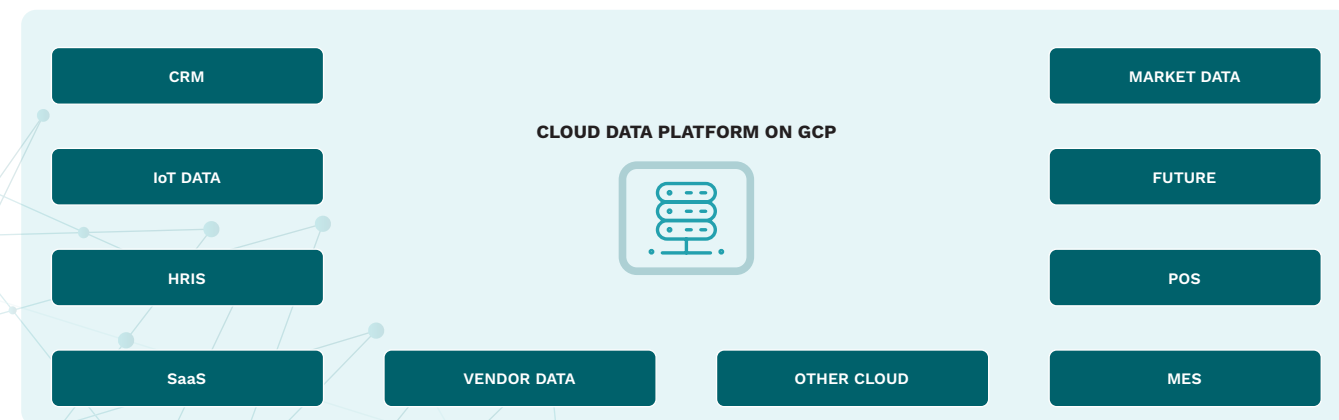 CRM
MARKET DATA
CLOUD DATA PLATFORM ON GCP
IoT DATA
FUTURE
HRIS
POS
SaaS
VENDOR DATA
OTHER CLOUD
MES